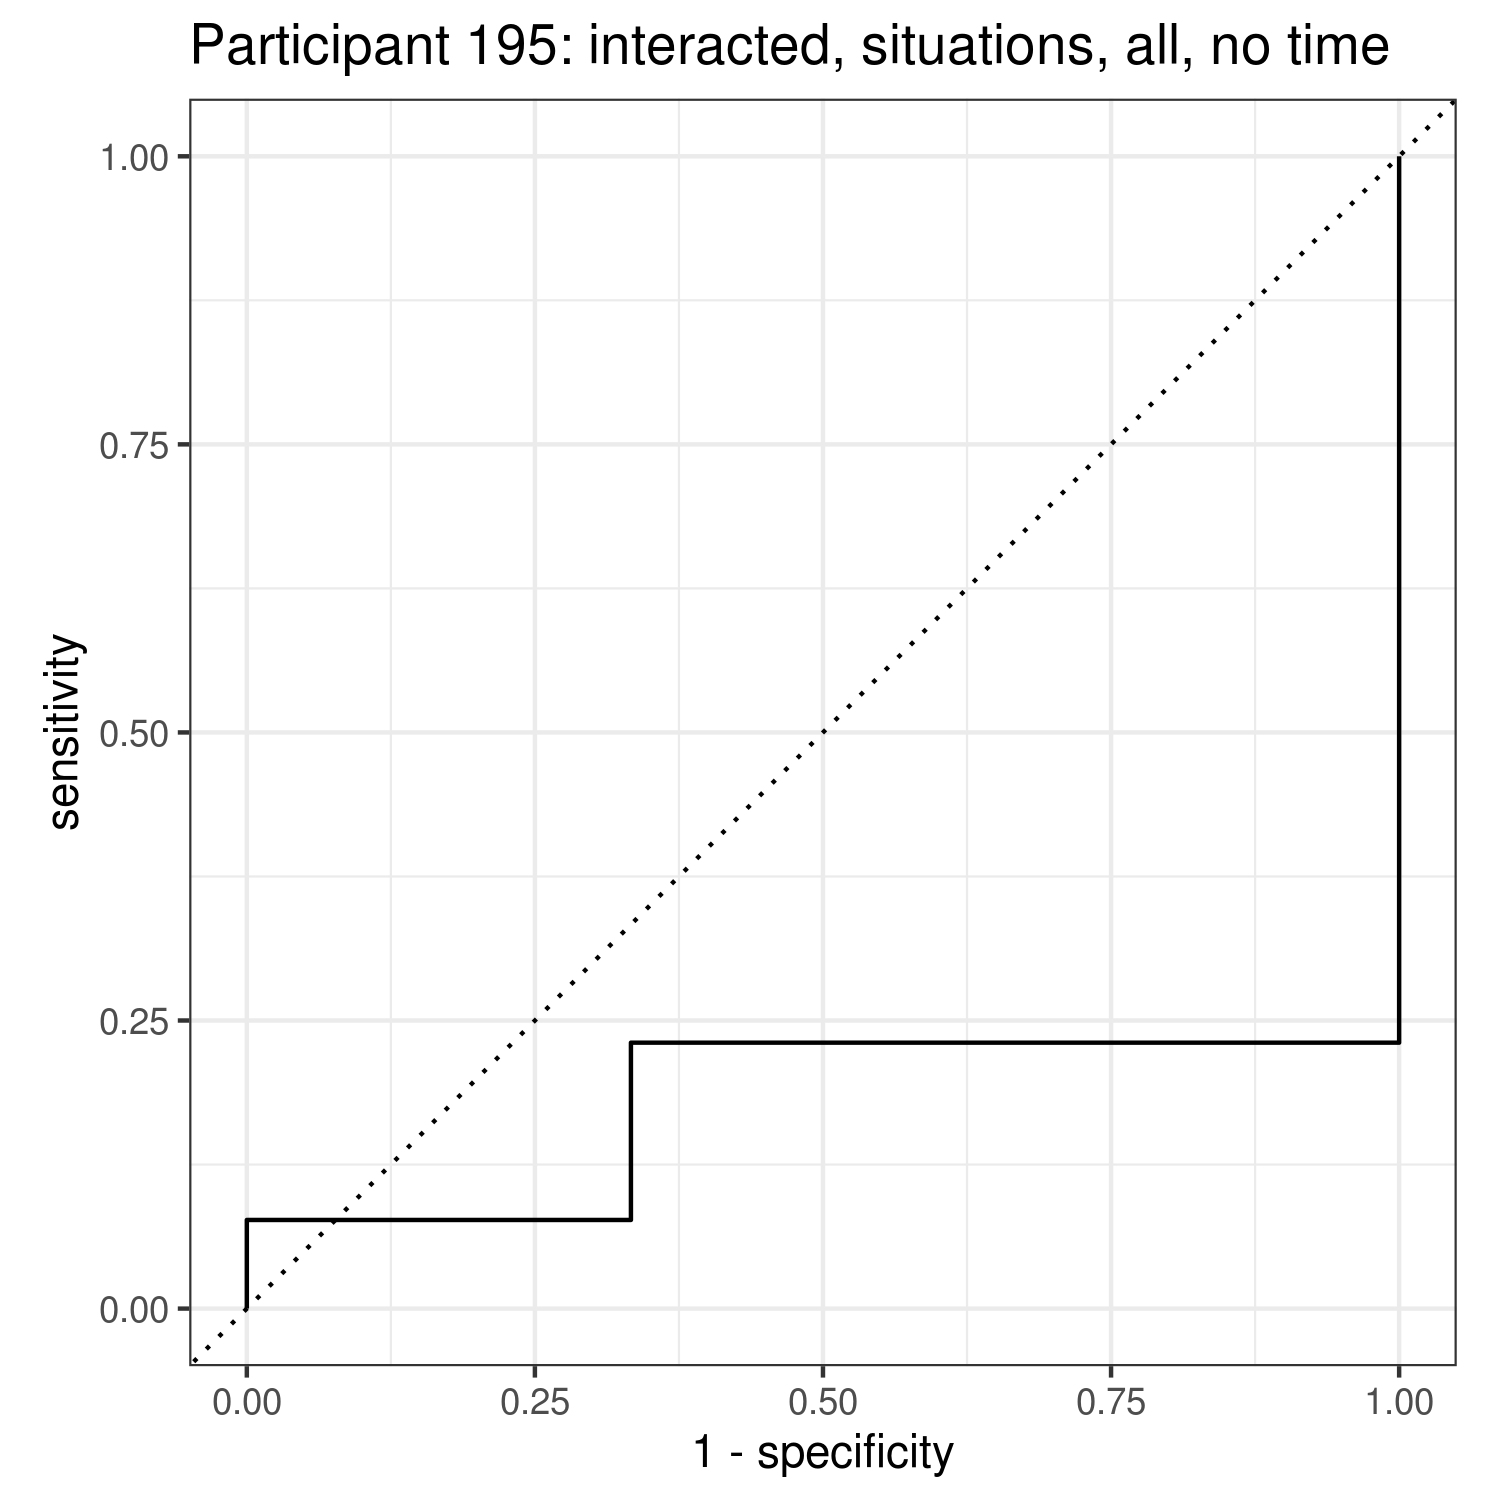 Participant 195: interacted, situations, all, no time
1.00
0.75
0.50
0.25
0.00
sensitivity
0.00 0.25 0.50 0.75 1.00
1 - specificity